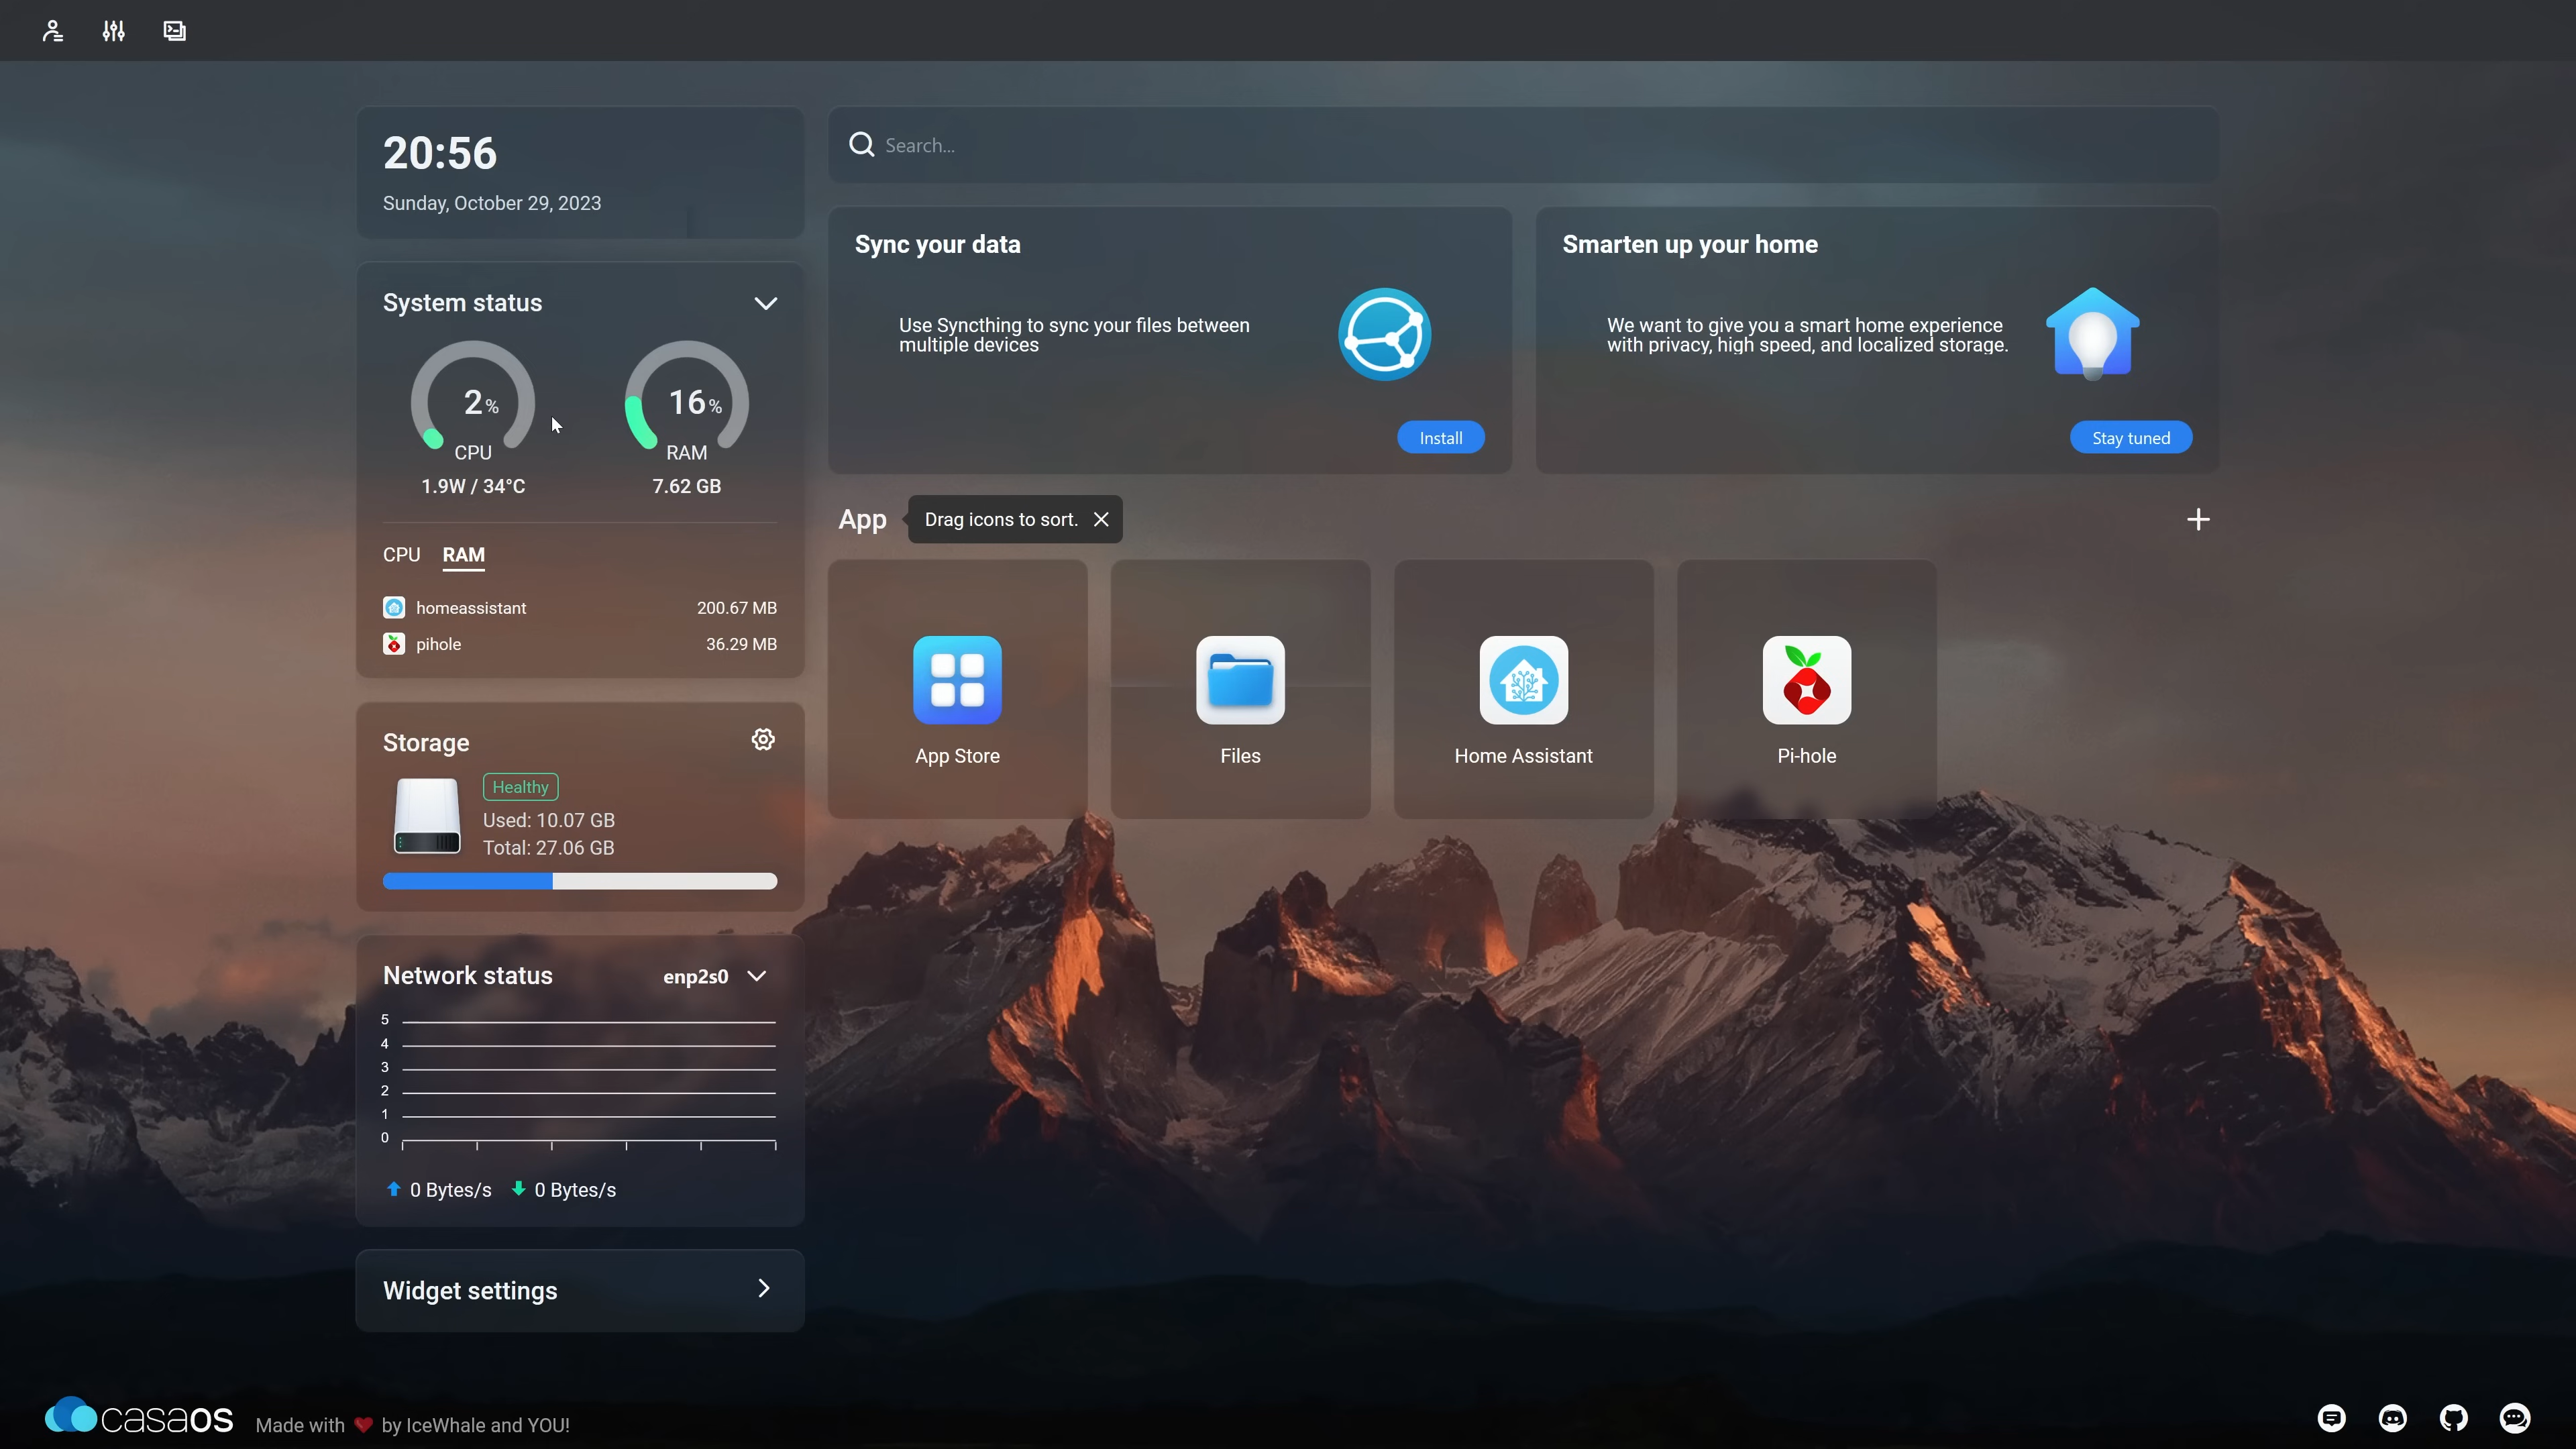 20:56
Sunday, October 29, 2023
Search...
System status
2%
CPU
1.9W / 34°C
16%
RAM
7.62 GB
CPU RAM
homeassistant 200.67 MB
pihole 36.29 MB
Storage
Healthy
Used: 10.07 GB
Total: 27.06 GB
Network status enp2s0
5
4
3
2
1
0
0 Bytes/s 0 Bytes/s
Widget settings
Sync your data
Use Syncthing to sync your files between
multiple devices
Install
Smarten up your home
We want to give you a smart home experience
with privacy, high speed, and localized storage.
Stay tuned
App
Drag icons to sort.
App Store
Files
Home Assistant
Pi-hole
casaos
Made with ❤ by IceWhale and YOU!